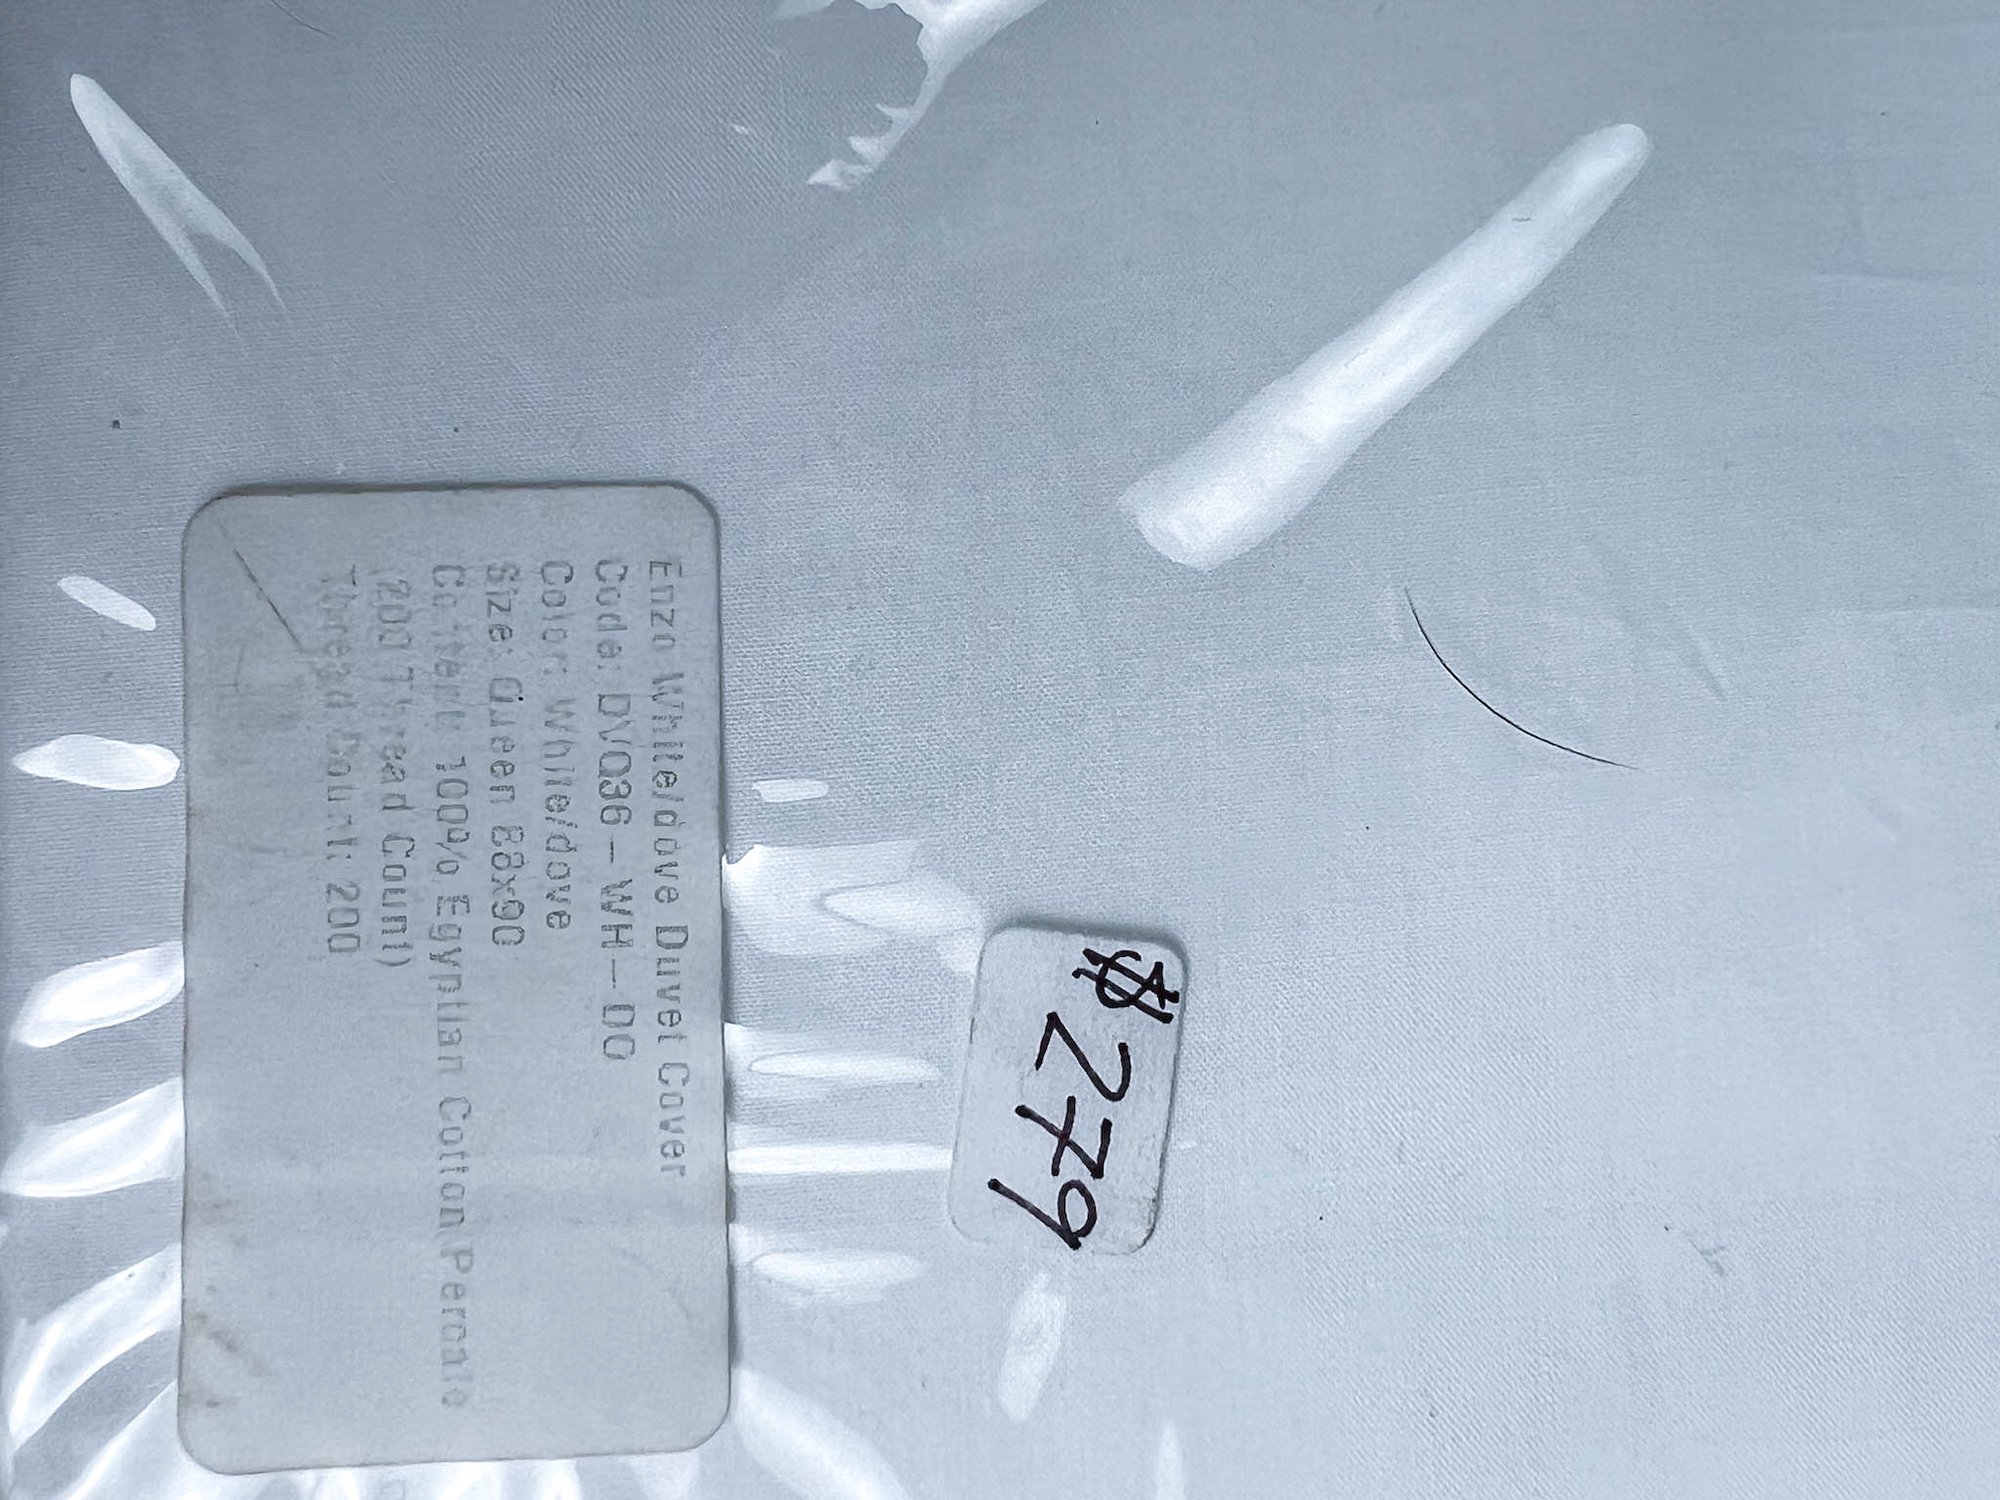 Enzo White/dove Duvet Cover
Code: DV036-WH-DO
Color: White/dove
Size: Queen 88x90
Content: 100% Egyptian Cotton Percale
(200 Thread Count)
Thread Count: 200
$ 279